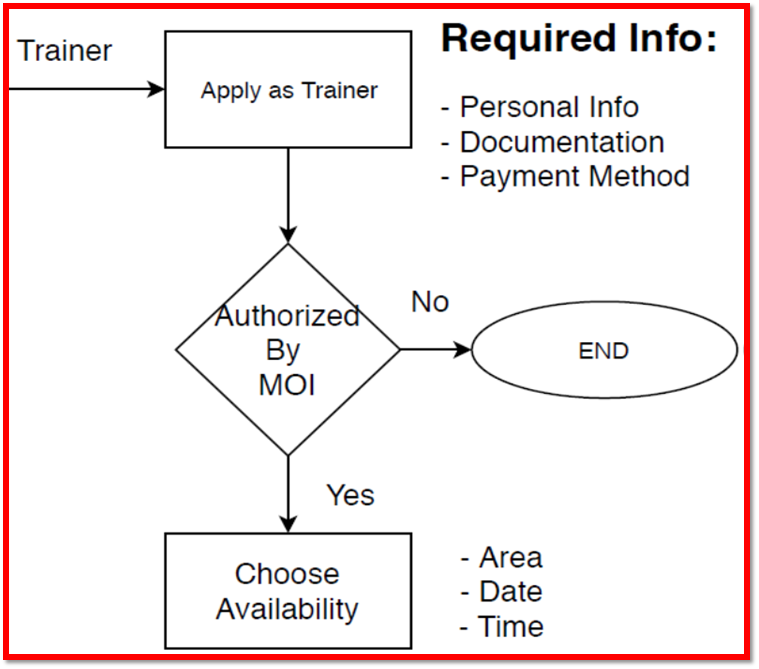 Trainer
Apply as Trainer
Required Info:
- Personal Info
- Documentation
- Payment Method
Authorized
By
MOI
No
END
Yes
Choose
Availability
- Area
- Date
- Time